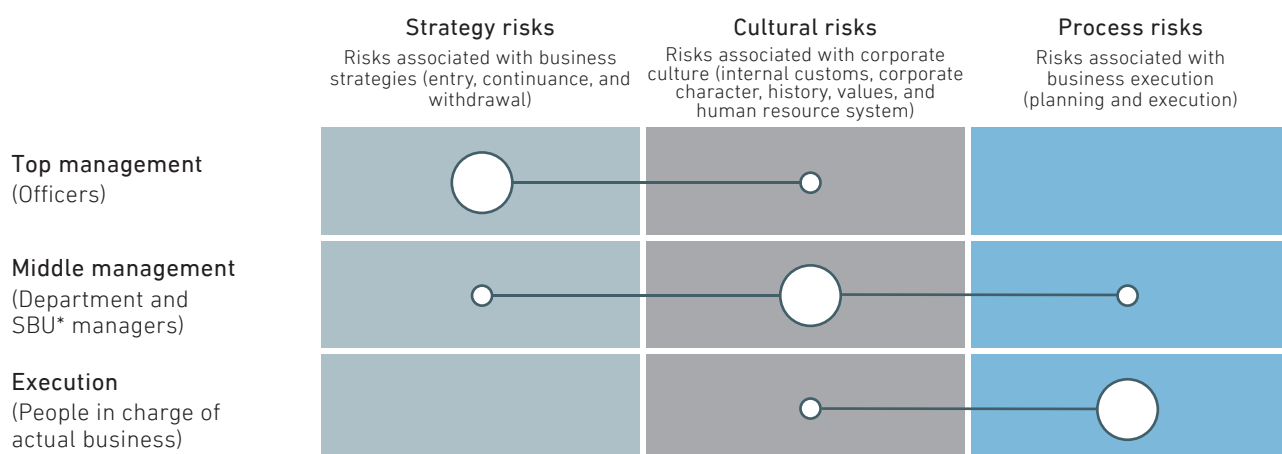 Strategy risks
Risks associated with business
strategies (entry, continuance, and
withdrawal)
Cultural risks
Risks associated with corporate
culture (internal customs, corporate
character, history, values, and
human resource system)
Process risks
Risks associated with
business execution
(planning and execution)
Top management
(Officers)
Middle management
(Department and
SBU* managers)
Execution
(People in charge of
actual business)